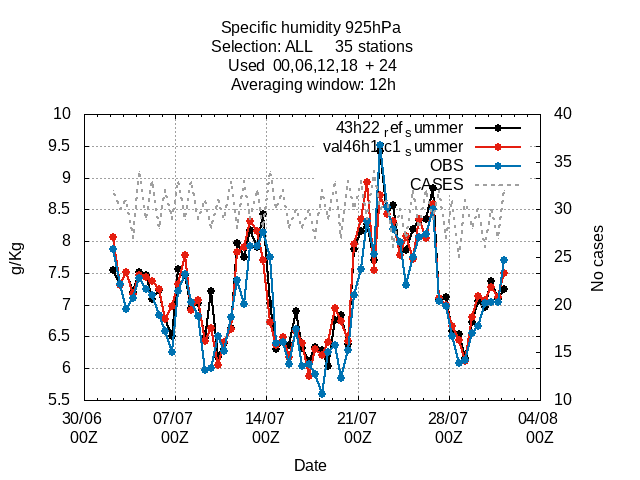 Specific humidity 925hPa
Selection: ALL 35 stations
Used 00,06,12,18 + 24
Averaging window: 12h
10
9.5
9
8.5
8
7.5
7
6.5
6
5.5
g/Kg
40
35
30
25
20
15
10
No cases
43h22refsummer
val46h1rc1summer
OBS
CASES
30/06 07/07 14/07 21/07 28/07 04/08
00Z 00Z 00Z 00Z 00Z 00Z
Date